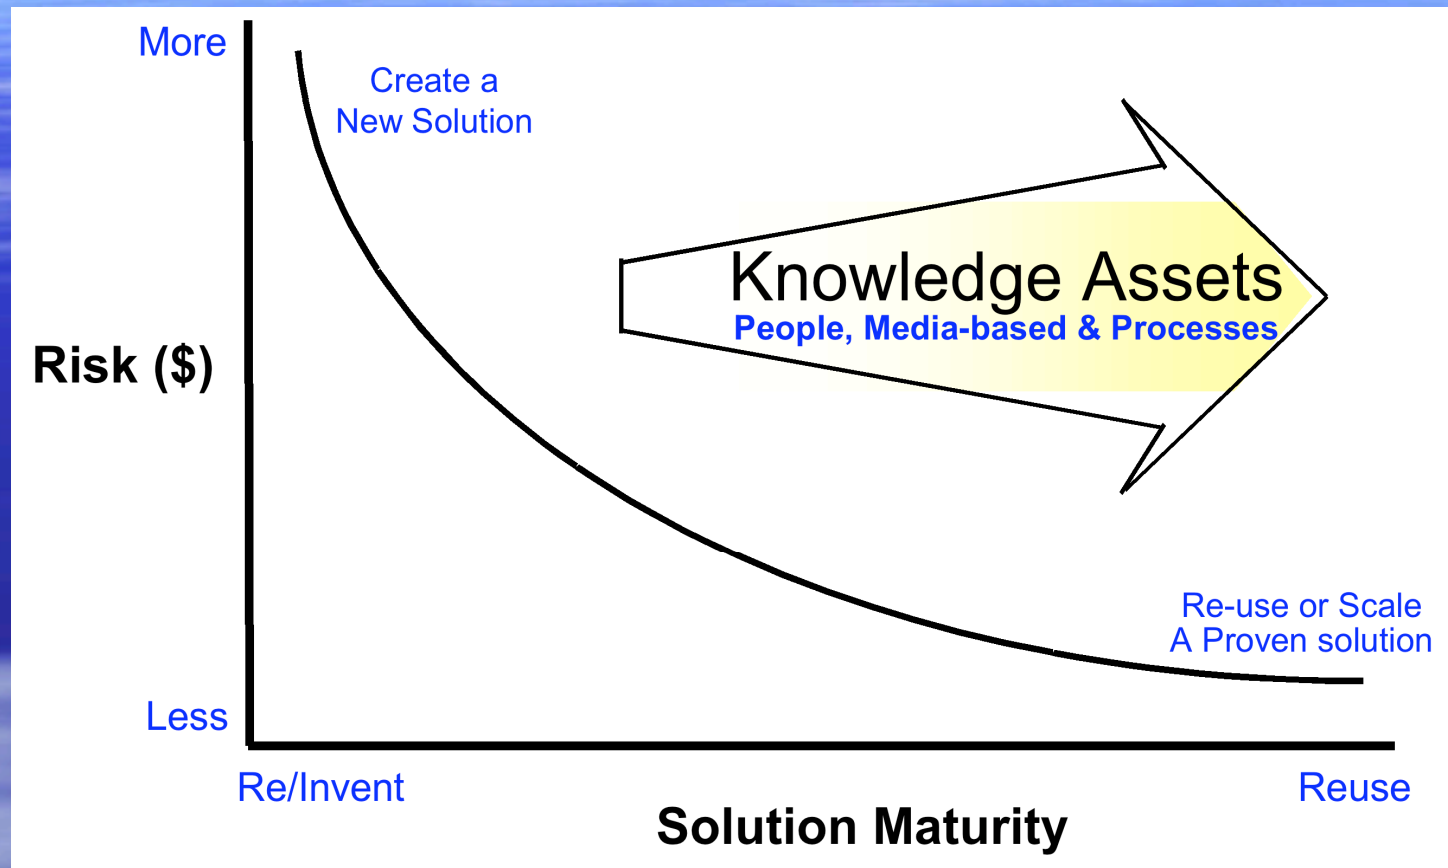 More
Create a
New Solution
Knowledge Assets
People, Media-based & Processes
Risk ($)
Re-use or Scale
A Proven solution
Less
Re/Invent
Reuse
Solution Maturity